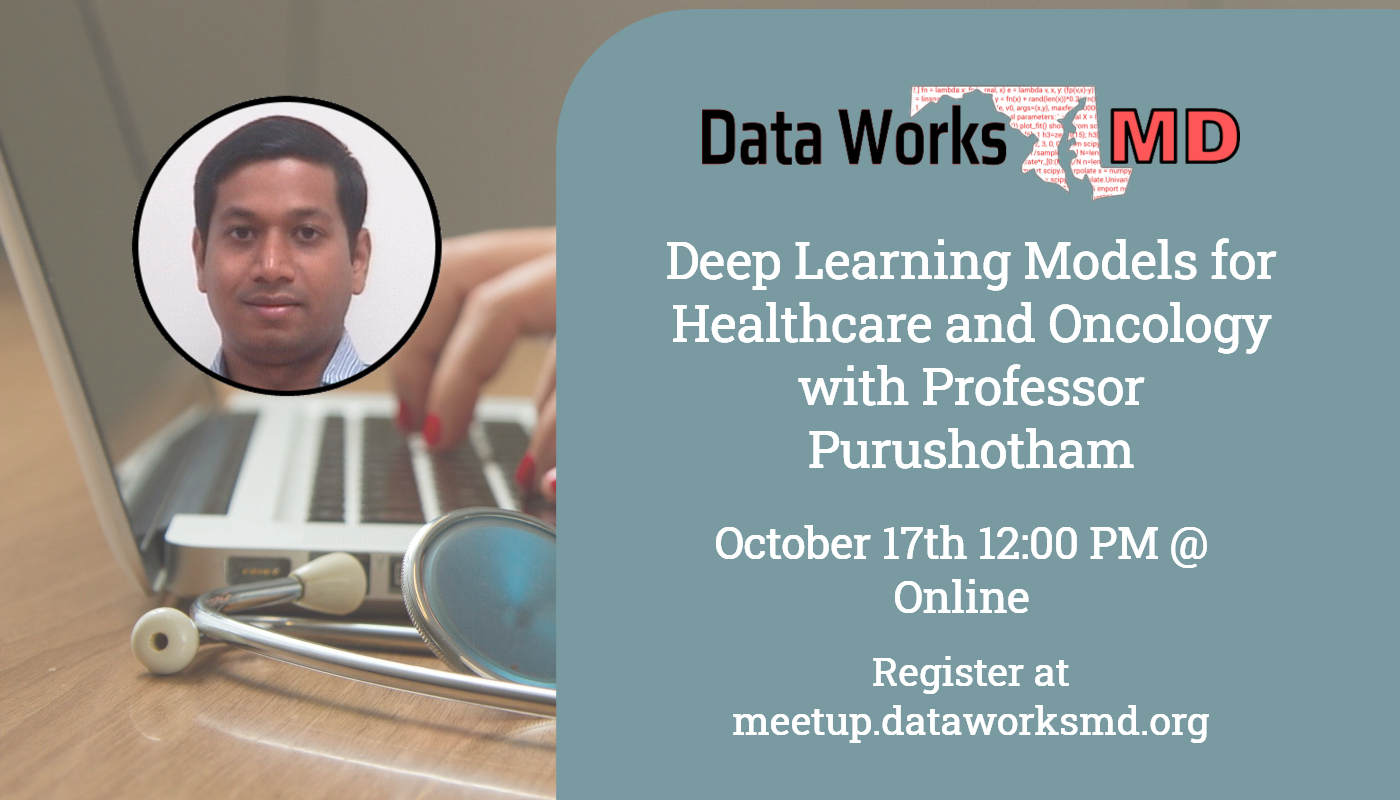 Data Works MD
Deep Learning Models for
Healthcare and Oncology
with Professor
Purushotham
October 17th 12:00 PM @
Online
Register at
meetup.dataworksmd.org